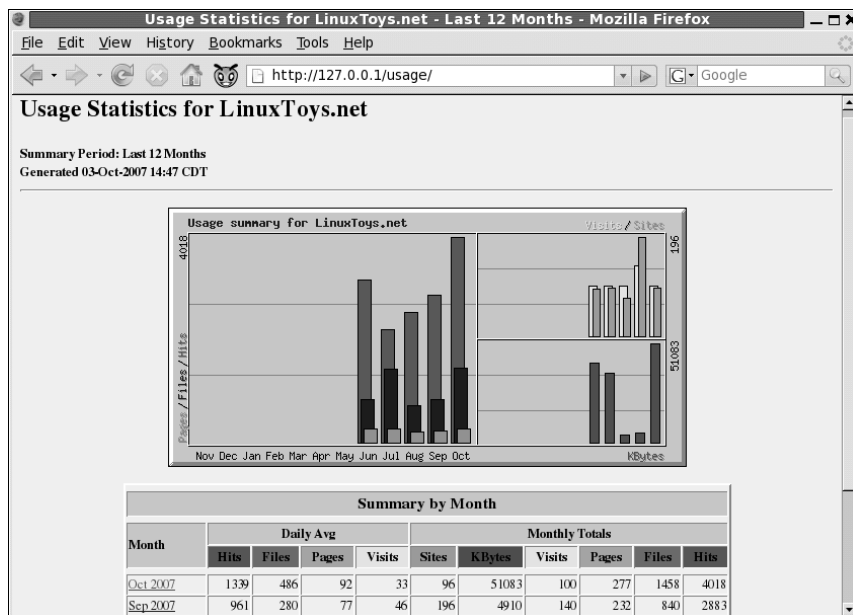 Usage Statistics for LinuxToys.net - Last 12 Months - Mozilla Firefox
File Edit View History Bookmarks Tools Help
http://127.0.0.1/usage/
G Google
Usage Statistics for LinuxToys.net
Summary Period: Last 12 Months
Generated 03-Oct-2007 14:47 CDT
Usage summary for LinuxToys.net
Visits / Sites
4018
196
Pages / Files / Hits
51083
Nov Dec Jan Feb Mar Apr May Jun Jul Aug Sep Oct
KBytes
Summary by Month
Month
Daily Avg Monthly Totals
Hits Files Pages Visits Sites KBytes Visits Pages Files Hits
Oct 2007 1339 486 92 33 96 51083 100 277 1458 4018
Sep 2007 961 280 77 46 196 4910 140 232 840 2883